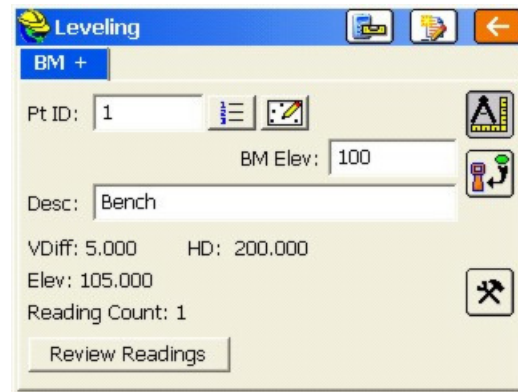 Leveling
BM +
Pt ID: 1
BM Elev: 100
Desc: Bench
VDiff: 5.000 HD: 200.000
Elev: 105.000
Reading Count: 1
Review Readings